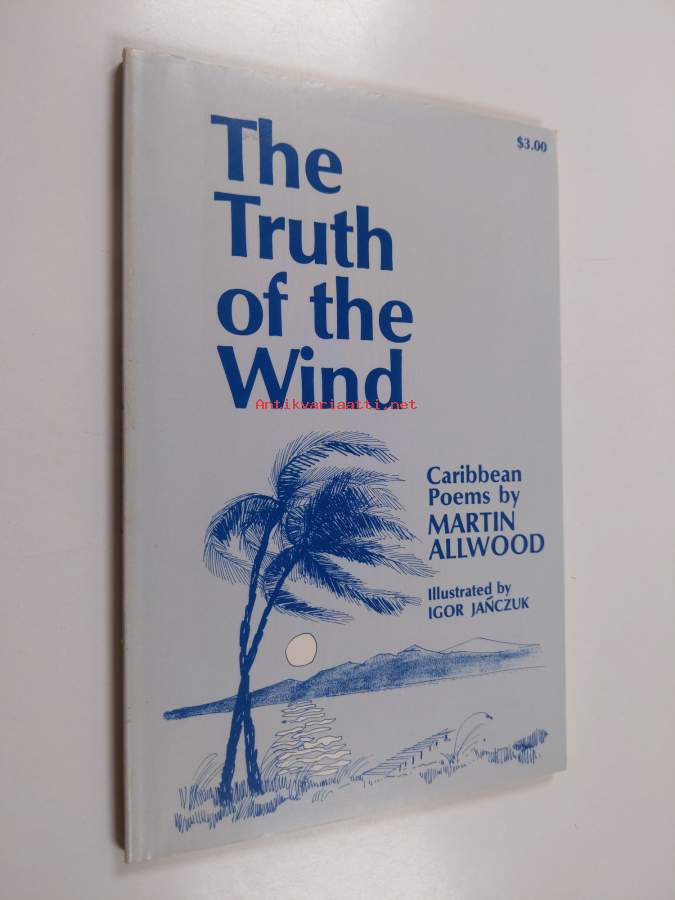 $3.00
The
Truth
of the
Wind
Antikvariaatti.net
Caribbean
Poems by
MARTIN
ALLWOOD
Illustrated by
IGOR JAŃCZUK